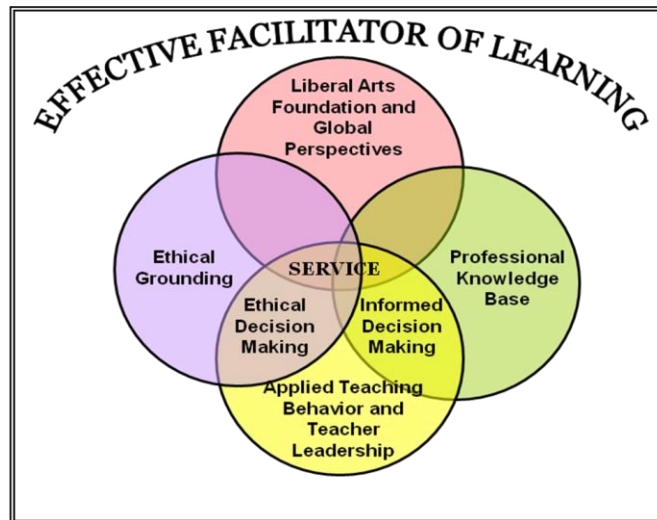 EFFECTIVE FACILITATOR OF LEARNING
Liberal Arts
Foundation and
Global
Perspectives
Ethical
Grounding
SERVICE
Professional
Knowledge
Base
Ethical
Decision
Making
Informed
Decision
Making
Applied Teaching
Behavior and
Teacher
Leadership